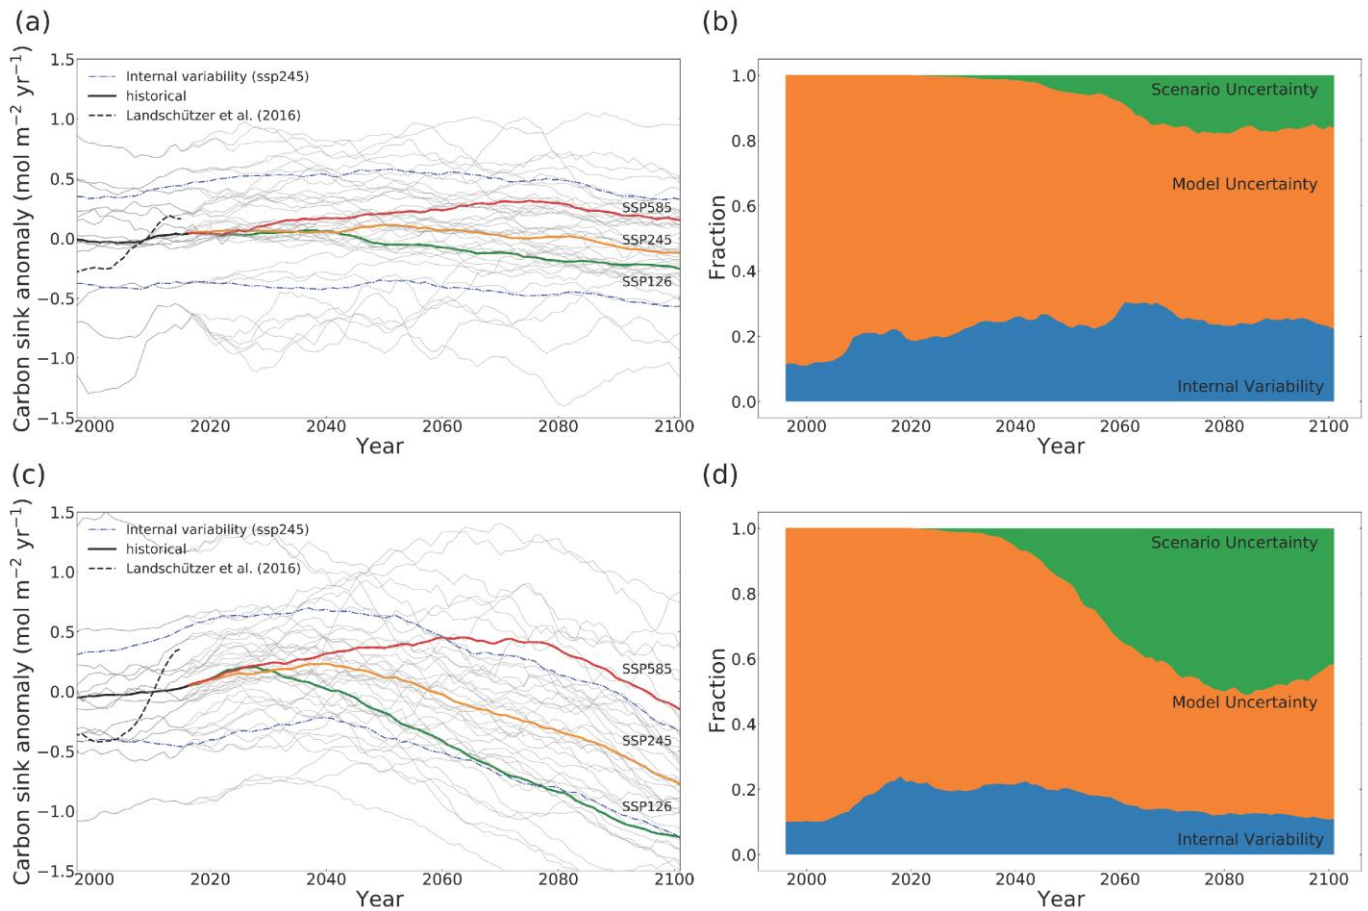 (a)
Carbon sink anomaly (mol m⁻² yr⁻¹)
1.5
1.0
0.5
0.0
−0.5
−1.0
−1.5
Internal variability (ssp245)
historical
Landschützer et al. (2016)
SSP585
SSP245
SSP126
2000 2020 2040 2060 2080 2100
Year
(b)
Fraction
1.0
0.8
0.6
0.4
0.2
0.0
Scenario Uncertainty
Model Uncertainty
Internal Variability
2000 2020 2040 2060 2080 2100
Year
(c)
Carbon sink anomaly (mol m⁻² yr⁻¹)
1.5
1.0
0.5
0.0
−0.5
−1.0
−1.5
Internal variability (ssp245)
historical
Landschützer et al. (2016)
SSP585
SSP245
SSP126
2000 2020 2040 2060 2080 2100
Year
(d)
Fraction
1.0
0.8
0.6
0.4
0.2
0.0
Scenario Uncertainty
Model Uncertainty
Internal Variability
2000 2020 2040 2060 2080 2100
Year